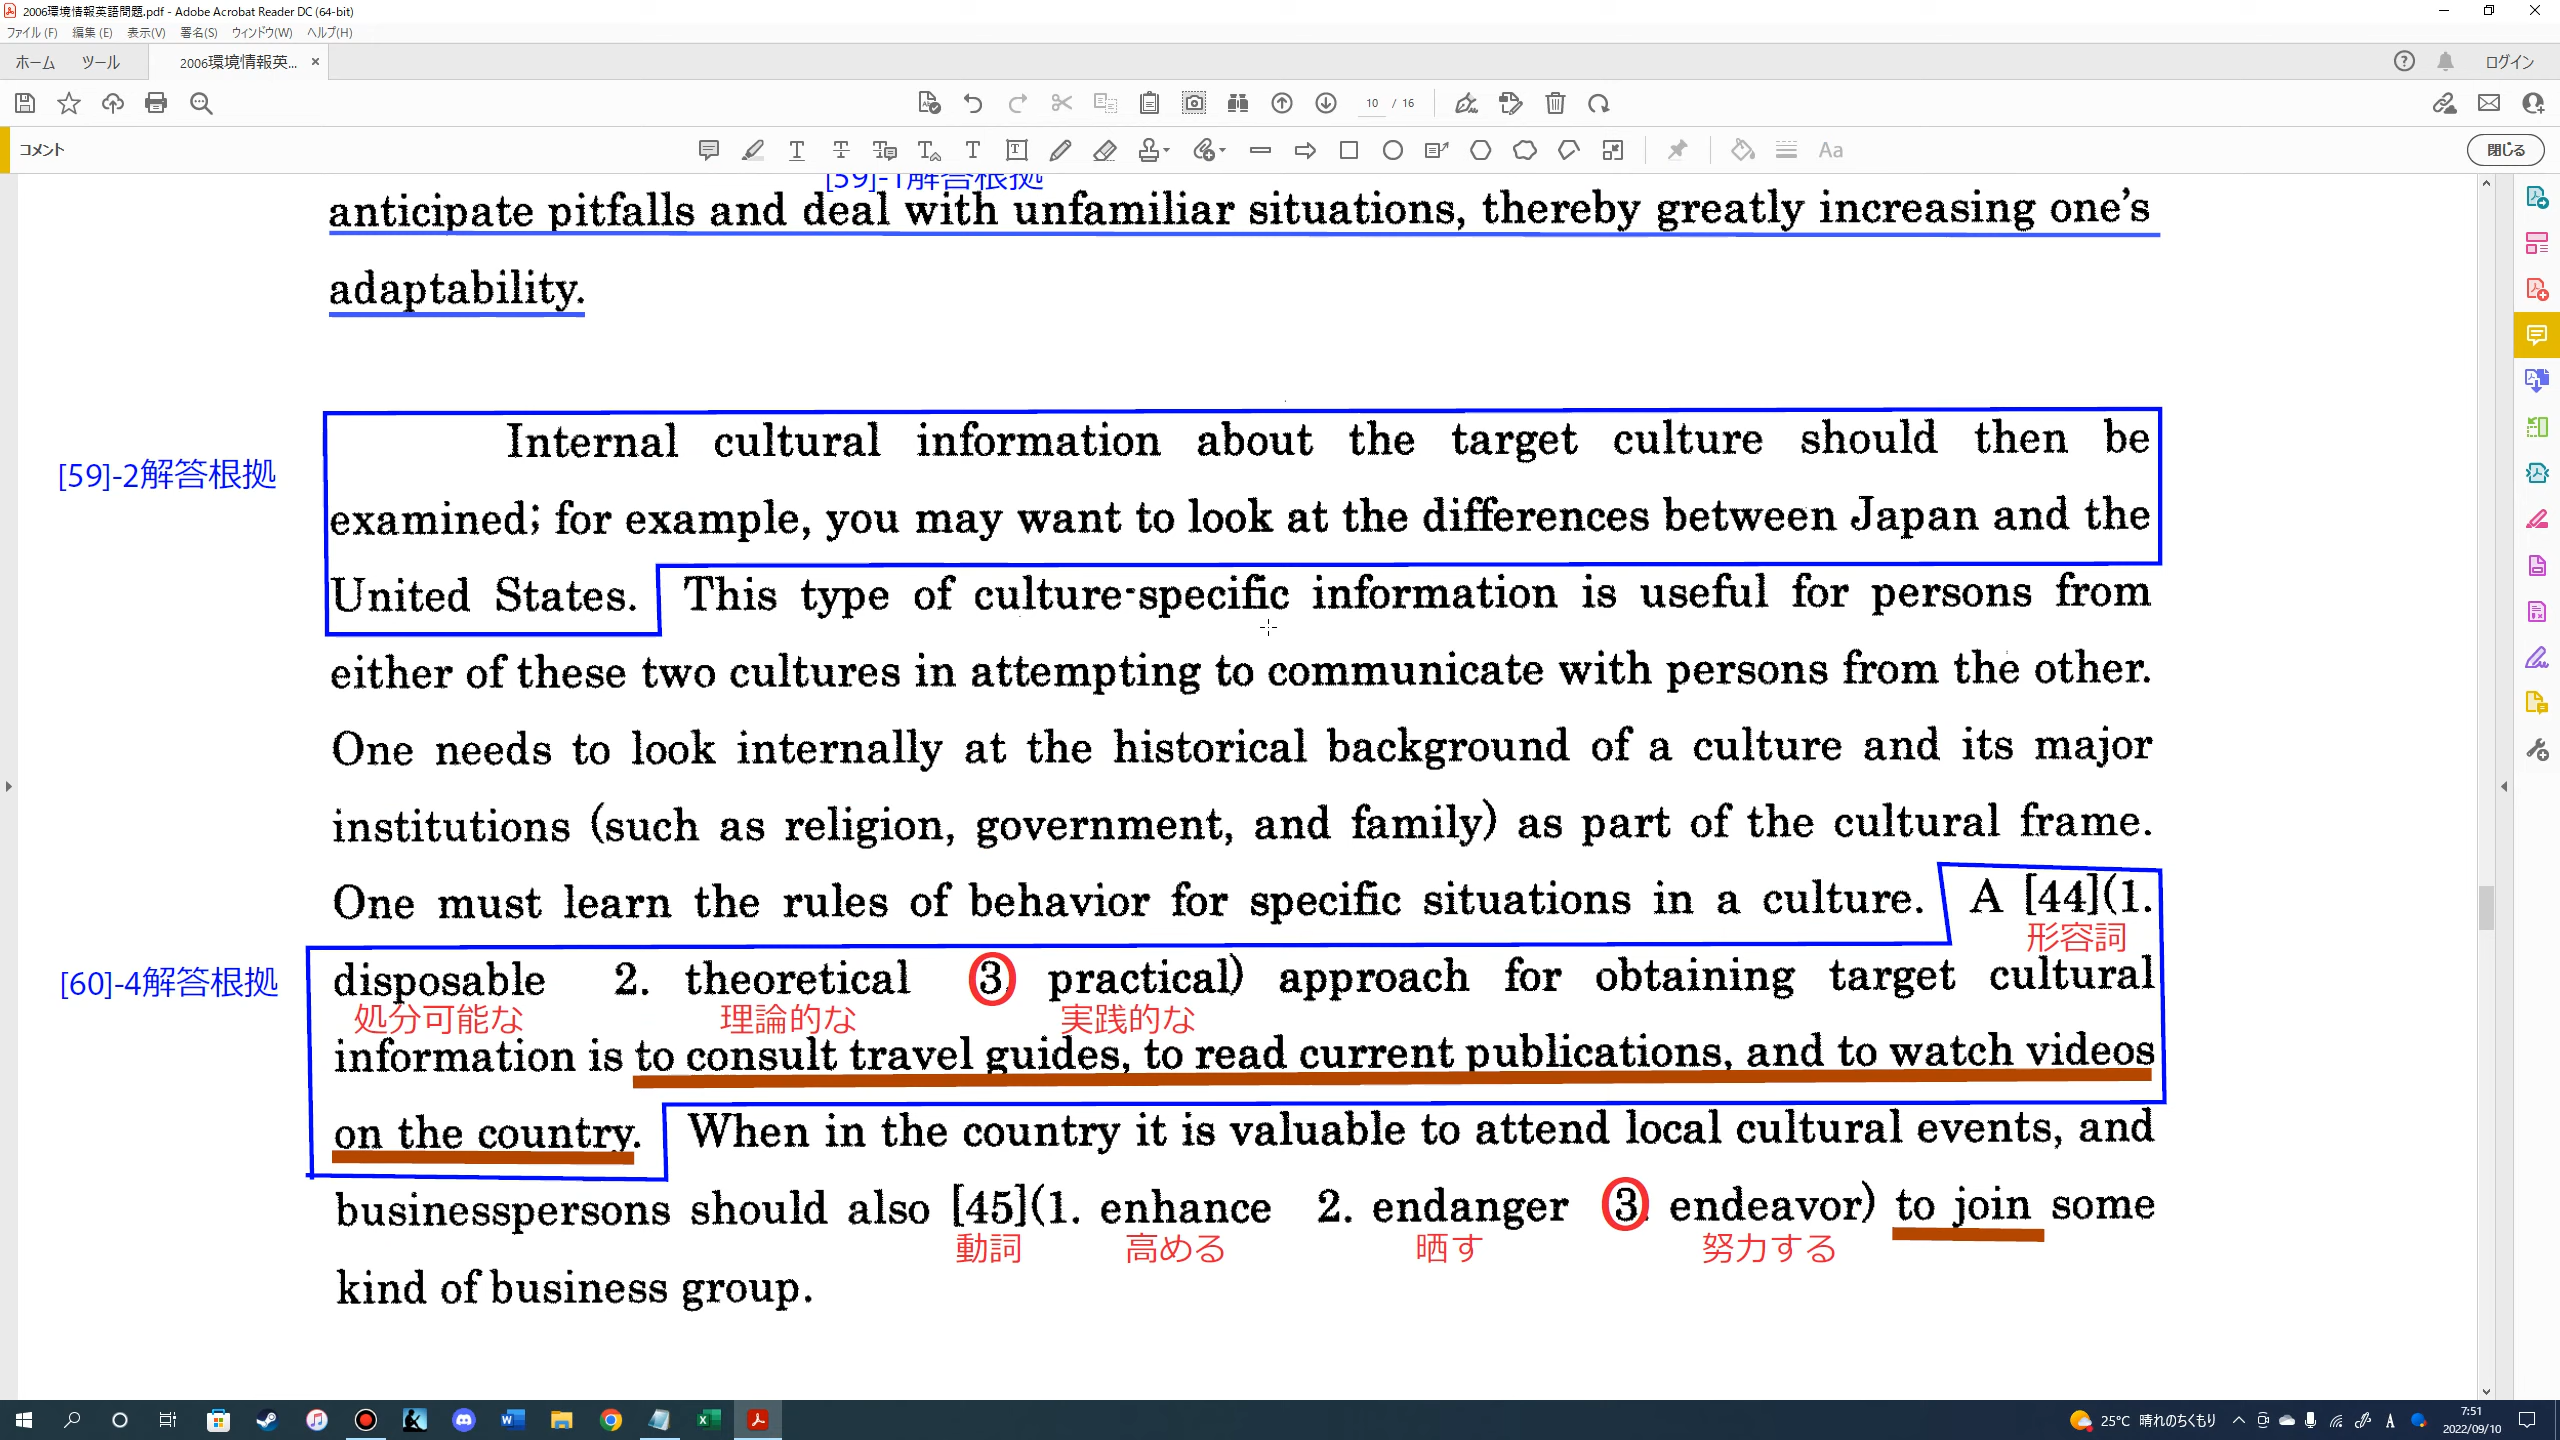 2006環境情報英語問題.pdf - Adobe Acrobat Reader DC (64-bit)
ファイル(F) 編集(E) 表示(V) 署名(S) ウィンドウ(W) ヘルプ(H)
ホーム ツール 2006環境情報英... × ログイン
10 / 16
コメント 閉じる
[59]-1解答根拠
anticipate pitfalls and deal with unfamiliar situations, thereby greatly increasing one's
adaptability.
Internal cultural information about the target culture should then be
[59]-2解答根拠
examined; for example, you may want to look at the differences between Japan and the
United States. This type of culture-specific information is useful for persons from
either of these two cultures in attempting to communicate with persons from the other.
One needs to look internally at the historical background of a culture and its major
institutions (such as religion, government, and family) as part of the cultural frame.
One must learn the rules of behavior for specific situations in a culture. A [44](1.
形容詞
[60]-4解答根拠
disposable 2. theoretical 3. practical) approach for obtaining target cultural
処分可能な 理論的な 実践的な
information is to consult travel guides, to read current publications, and to watch videos
on the country. When in the country it is valuable to attend local cultural events, and
businesspersons should also [45](1. enhance 2. endanger 3. endeavor) to join some
動詞 高める 晒す 努力する
kind of business group.
25°C 晴れのちくもり A 7:51
2022/09/10